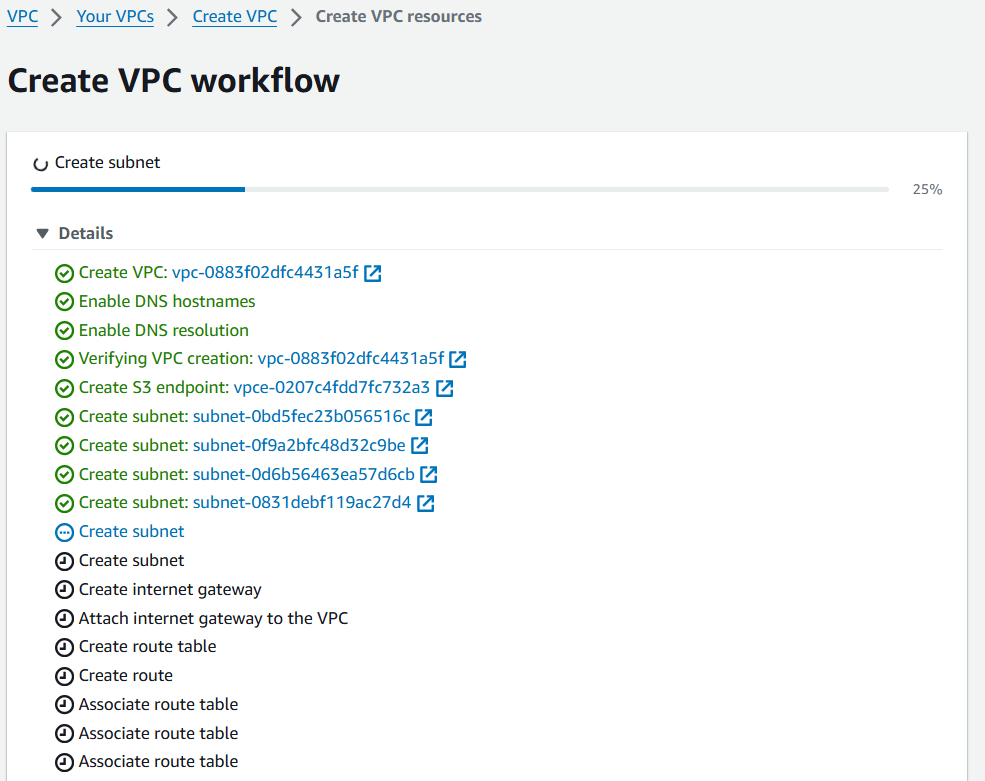 VPC > Your VPCs > Create VPC > Create VPC resources
Create VPC workflow
Create subnet
25%
Details
Create VPC: vpc-0883f02dfc4431a5f
Enable DNS hostnames
Enable DNS resolution
Verifying VPC creation: vpc-0883f02dfc4431a5f
Create S3 endpoint: vpce-0207c4fdd7fc732a3
Create subnet: subnet-0bd5fec23b056516c
Create subnet: subnet-0f9a2bfc48d32c9be
Create subnet: subnet-0d6b56463ea57d6cb
Create subnet: subnet-0831debf119ac27d4
Create subnet
Create subnet
Create internet gateway
Attach internet gateway to the VPC
Create route table
Create route
Associate route table
Associate route table
Associate route table